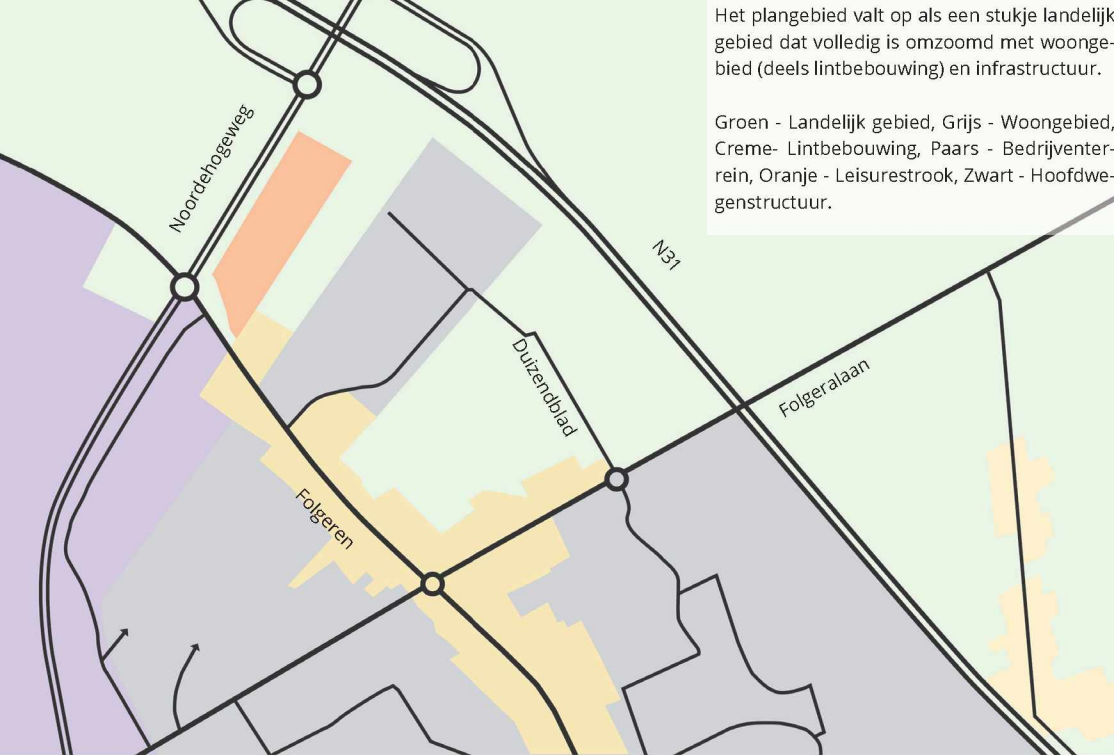 Het plangebied valt op als een stukje landelijk
gebied dat volledig is omzoomd met woonge-
bied (deels lintbebouwing) en infrastructuur.
Groen - Landelijk gebied, Grijs - Woongebied,
Creme- Lintbebouwing, Paars - Bedrijventer-
rein, Oranje - Leisurestrook, Zwart - Hoofdwe-
genstructuur.
Noordehogeweg
N31
Duizendblad
Folgeralaan
Folgeren